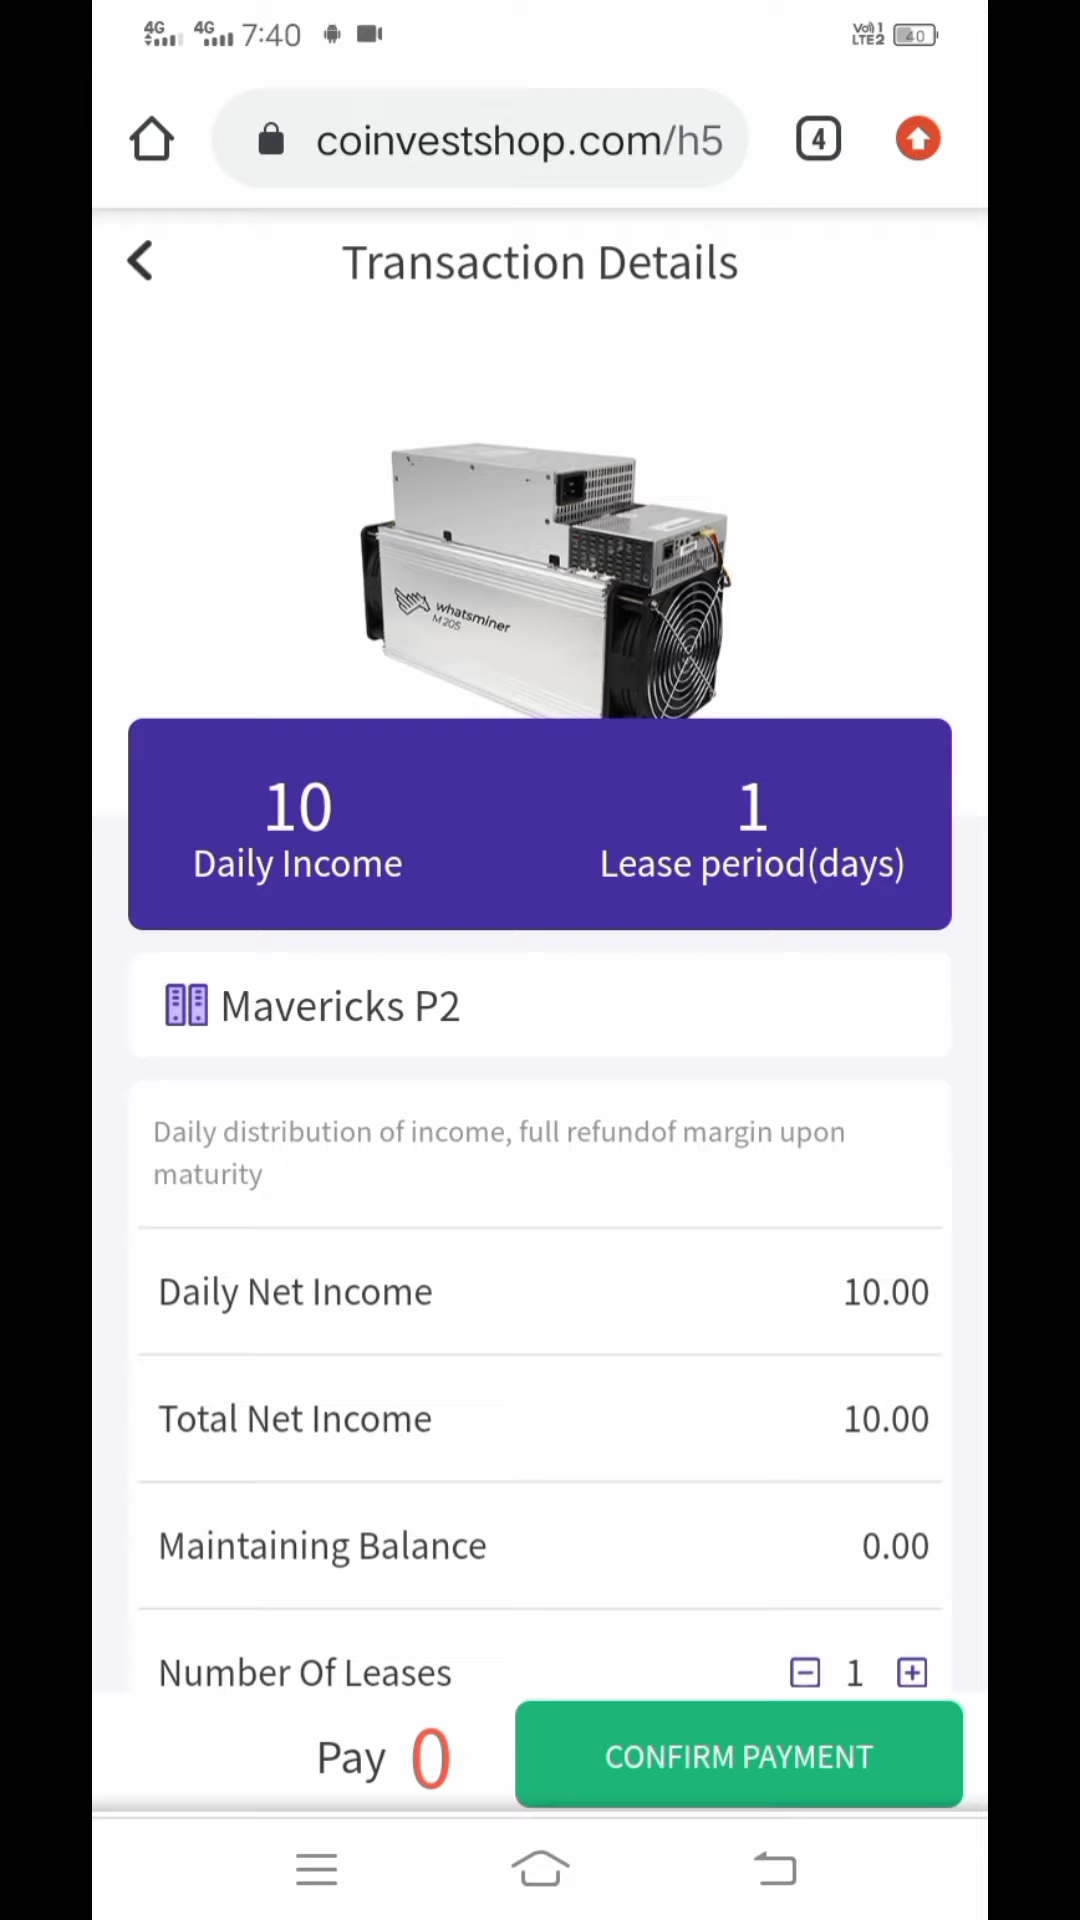 4G 4G 7:40 Vo) 1 LTE2 40
coinvestshop.com/h5 4
Transaction Details
whatsminer
M20S
10 1
Daily Income Lease period(days)
Mavericks P2
Daily distribution of income, full refundof margin upon
maturity
Daily Net Income 10.00
Total Net Income 10.00
Maintaining Balance 0.00
Number Of Leases 1
Pay 0 CONFIRM PAYMENT